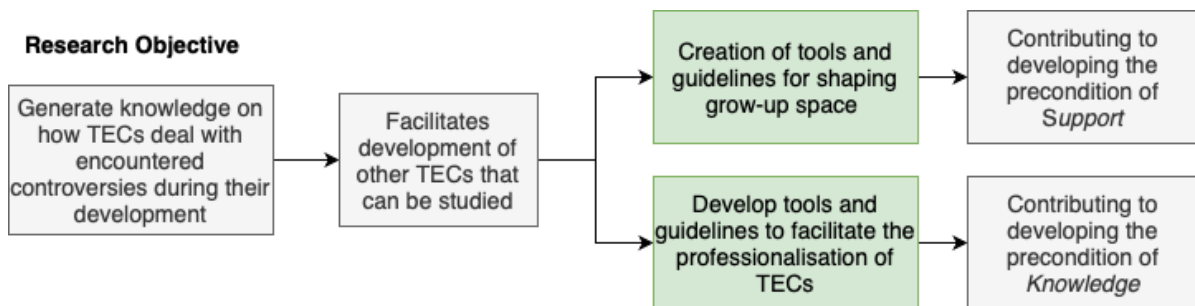 Research Objective
Generate knowledge on
how TECs deal with
encountered
controversies during their
development
Facilitates
development of
other TECs that
can be studied
Creation of tools and
guidelines for shaping
grow-up space
Contributing to
developing the
precondition of
Support
Develop tools and
guidelines to facilitate the
professionalisation of
TECs
Contributing to
developing the
precondition of
Knowledge